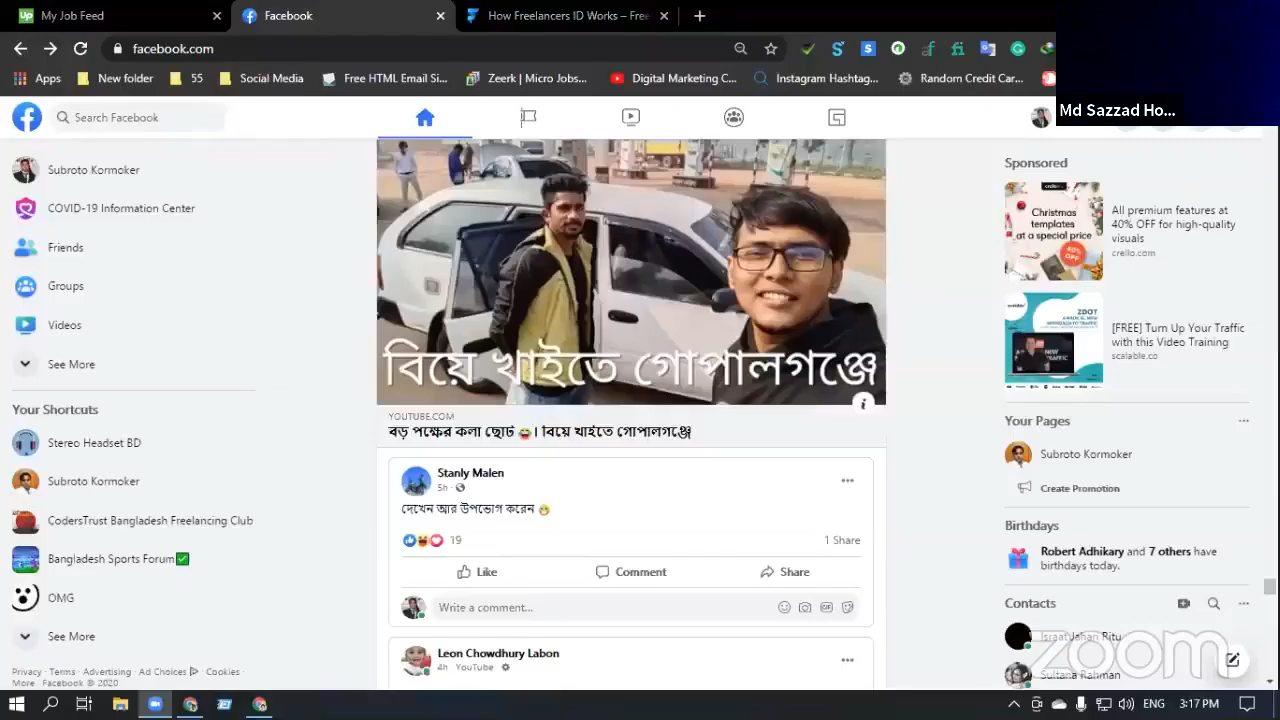 My Job Feed
Facebook
How Freelancers ID Works – Free
facebook.com
Apps
New folder
55
Social Media
Free HTML Email Si...
Zeerk | Micro Jobs...
Digital Marketing C...
Instagram Hashtag...
Random Credit Car...
Md Sazzad Ho...
Search Facebook
Subroto Kormoker
COVID-19 Information Center
Friends
Groups
Videos
See More
Your Shortcuts
Stereo Headset BD
Subroto Kormoker
CodersTrust Bangladesh Freelancing Club
Bangladesh Sports Forum✅
OMG
See More
Privacy · Terms · Advertising · Ad Choices · Cookies ·
More · Facebook © 2020
বিয়ে খাইতে গোপালগঞ্জে
YOUTUBE.COM
বড় পক্ষের কলা ছোট 😂। বিয়ে খাইতে গোপালগঞ্জে
Stanly Malen
5h ·
দেখেন আর উপভোগ করেন 😁
19
1 Share
Like
Comment
Share
Write a comment...
GIF
Leon Chowdhury Labon
4h · YouTube ·
Sponsored
crello
Christmas
templates
at a special price
40%
OFF
All premium features at
40% OFF for high-quality
visuals
crello.com
ZDOT
[FREE] Turn Up Your Traffic
with this Video Training
scalable.co
Your Pages
Subroto Kormoker
Create Promotion
Birthdays
Robert Adhikary and 7 others have
birthdays today.
Contacts
Israat Jahan Ritu
Sultana Rahman
zoom
ENG
3:17 PM